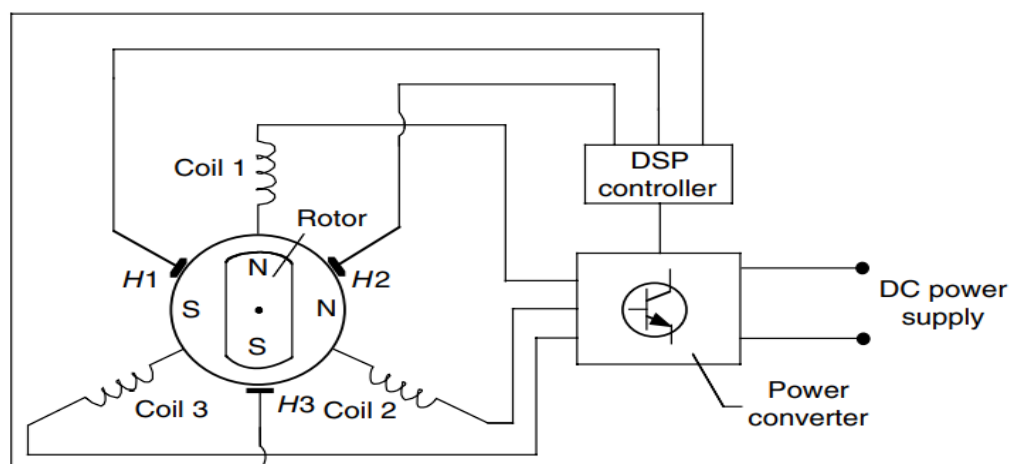 DSP
controller
Coil 1
Rotor
N
H1
H2
S
N
S
DC power
supply
Coil 3
H3
Coil 2
Power
converter